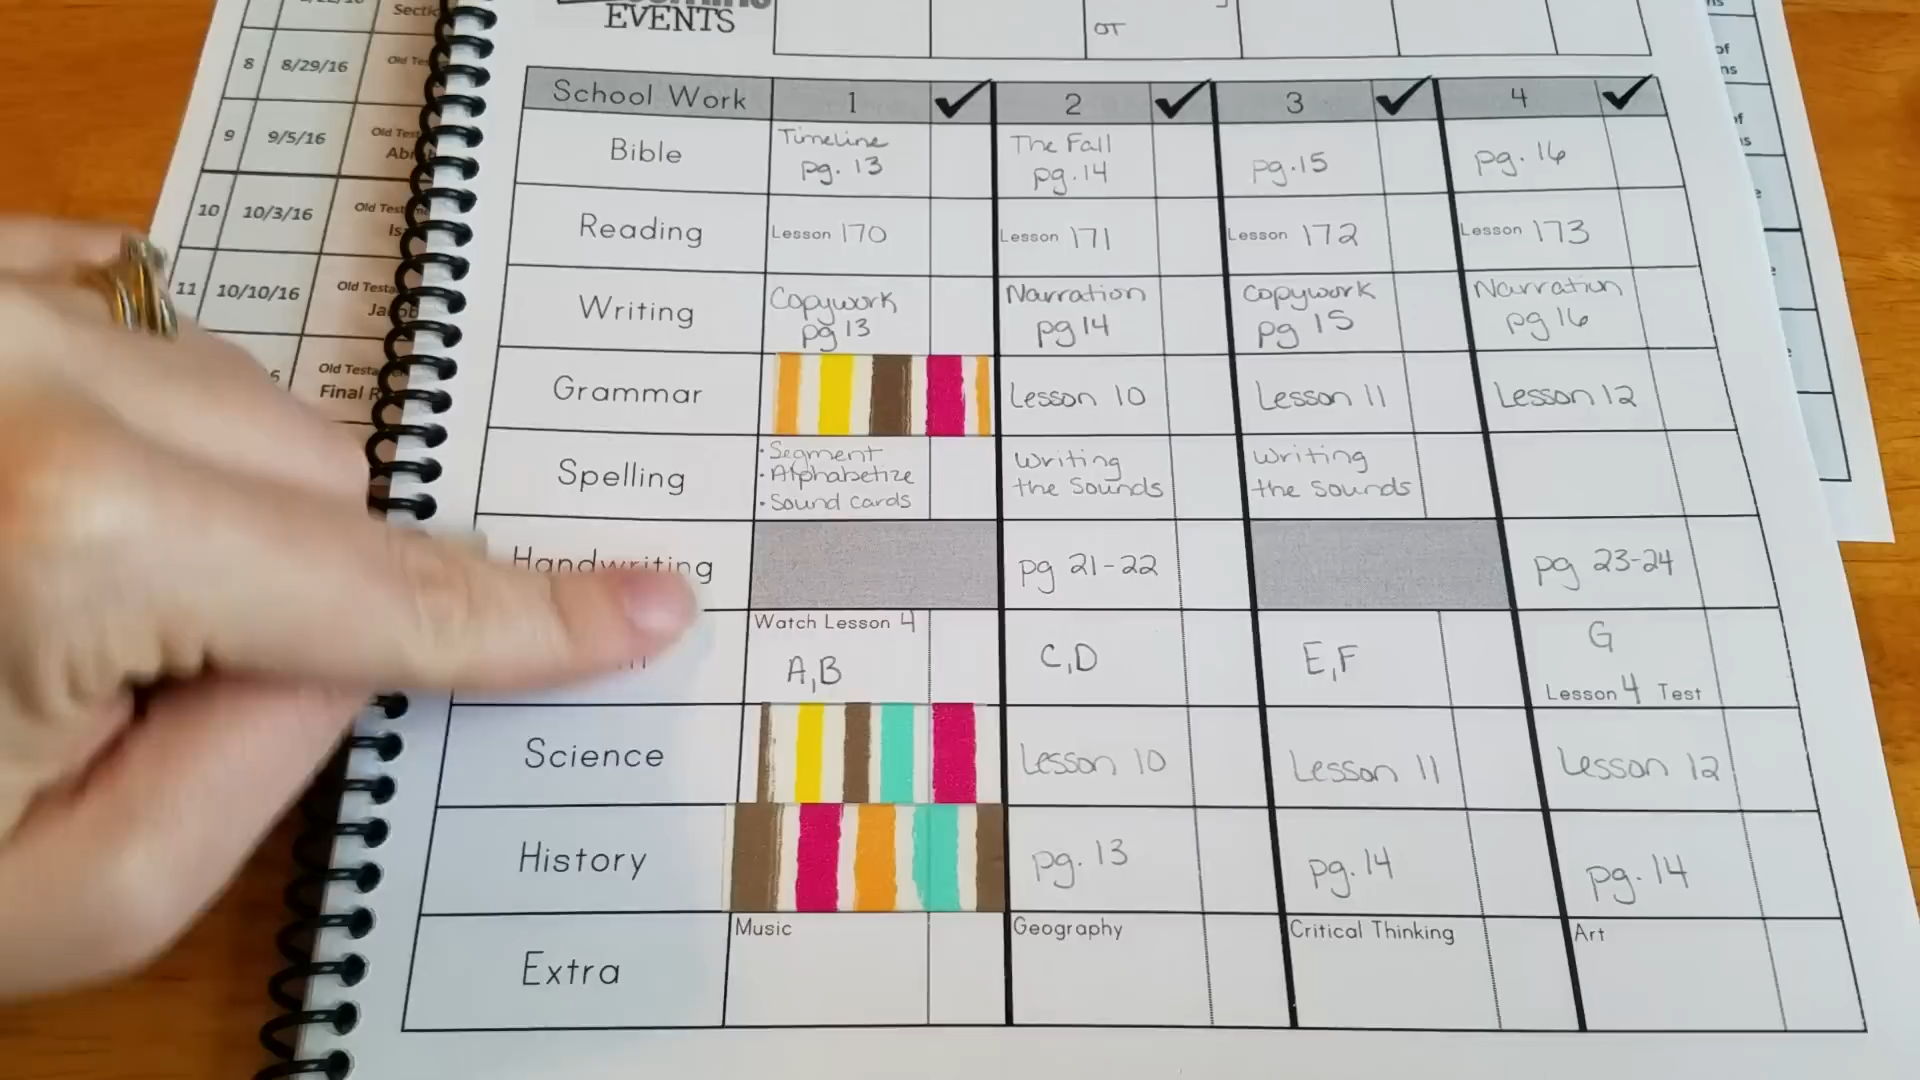 EVENTS
OT
8 8/29/16
9 9/5/16
10 10/3/16
11 10/10/16
Final
School Work 1 ✓ 2 ✓ 3 ✓ 4 ✓
Bible
Timeline
pg. 13
The Fall
pg. 14
pg. 15
pg. 16
Reading
Lesson 170
Lesson 171
Lesson 172
Lesson 173
Writing
Copywork
pg 13
Narration
pg 14
Copywork
pg 15
Narration
pg 16
Grammar
Lesson 10
Lesson 11
Lesson 12
Spelling
• Segment
• Alphabetize
• Sound cards
Writing
the Sounds
Writing
the sounds
Handwriting
pg 21-22
pg 23-24
Watch Lesson 4
A,B
C,D
E,F
G
Lesson 4 Test
Science
Lesson 10
Lesson 11
Lesson 12
History
pg. 13
pg. 14
pg. 14
Extra
Music
Geography
Critical Thinking
Art